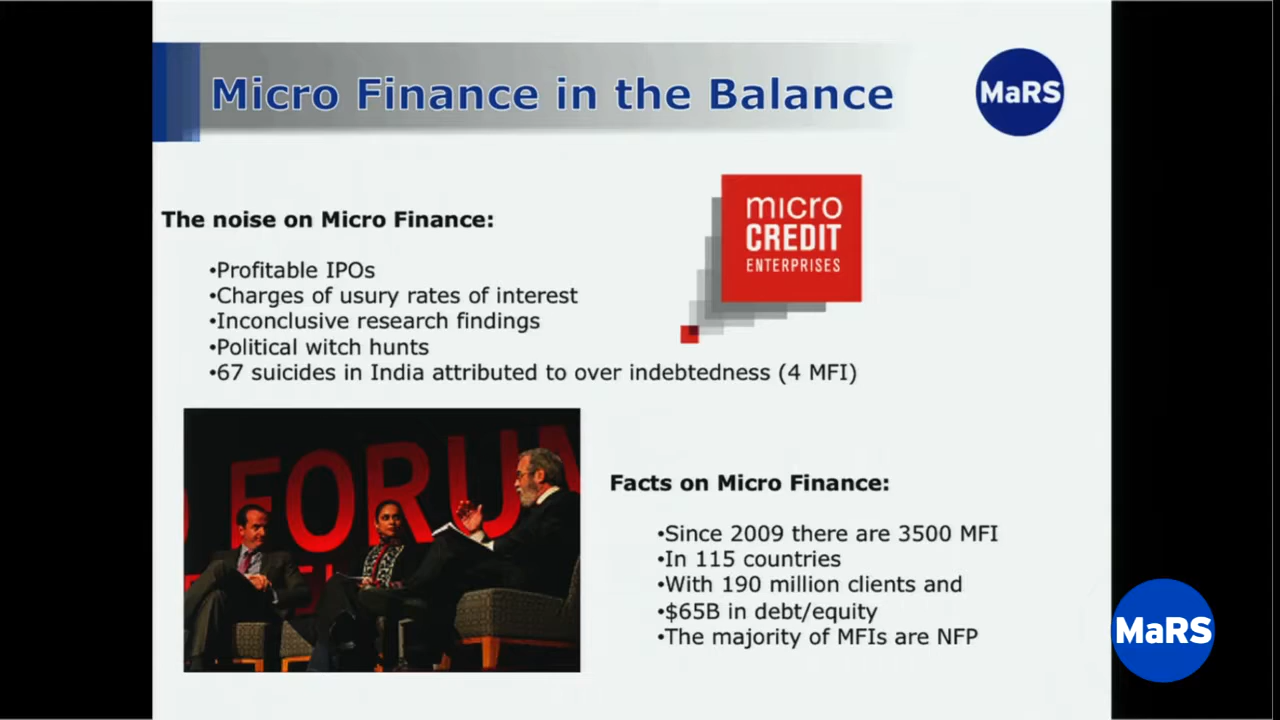 Micro Finance in the Balance
MaRS
micro
CREDIT
ENTERPRISES
The noise on Micro Finance:
•Profitable IPOs
•Charges of usury rates of interest
•Inconclusive research findings
•Political witch hunts
•67 suicides in India attributed to over indebtedness (4 MFI)
FORUM
Facts on Micro Finance:
•Since 2009 there are 3500 MFI
•In 115 countries
•With 190 million clients and
•$65B in debt/equity
•The majority of MFIs are NFP
MaRS